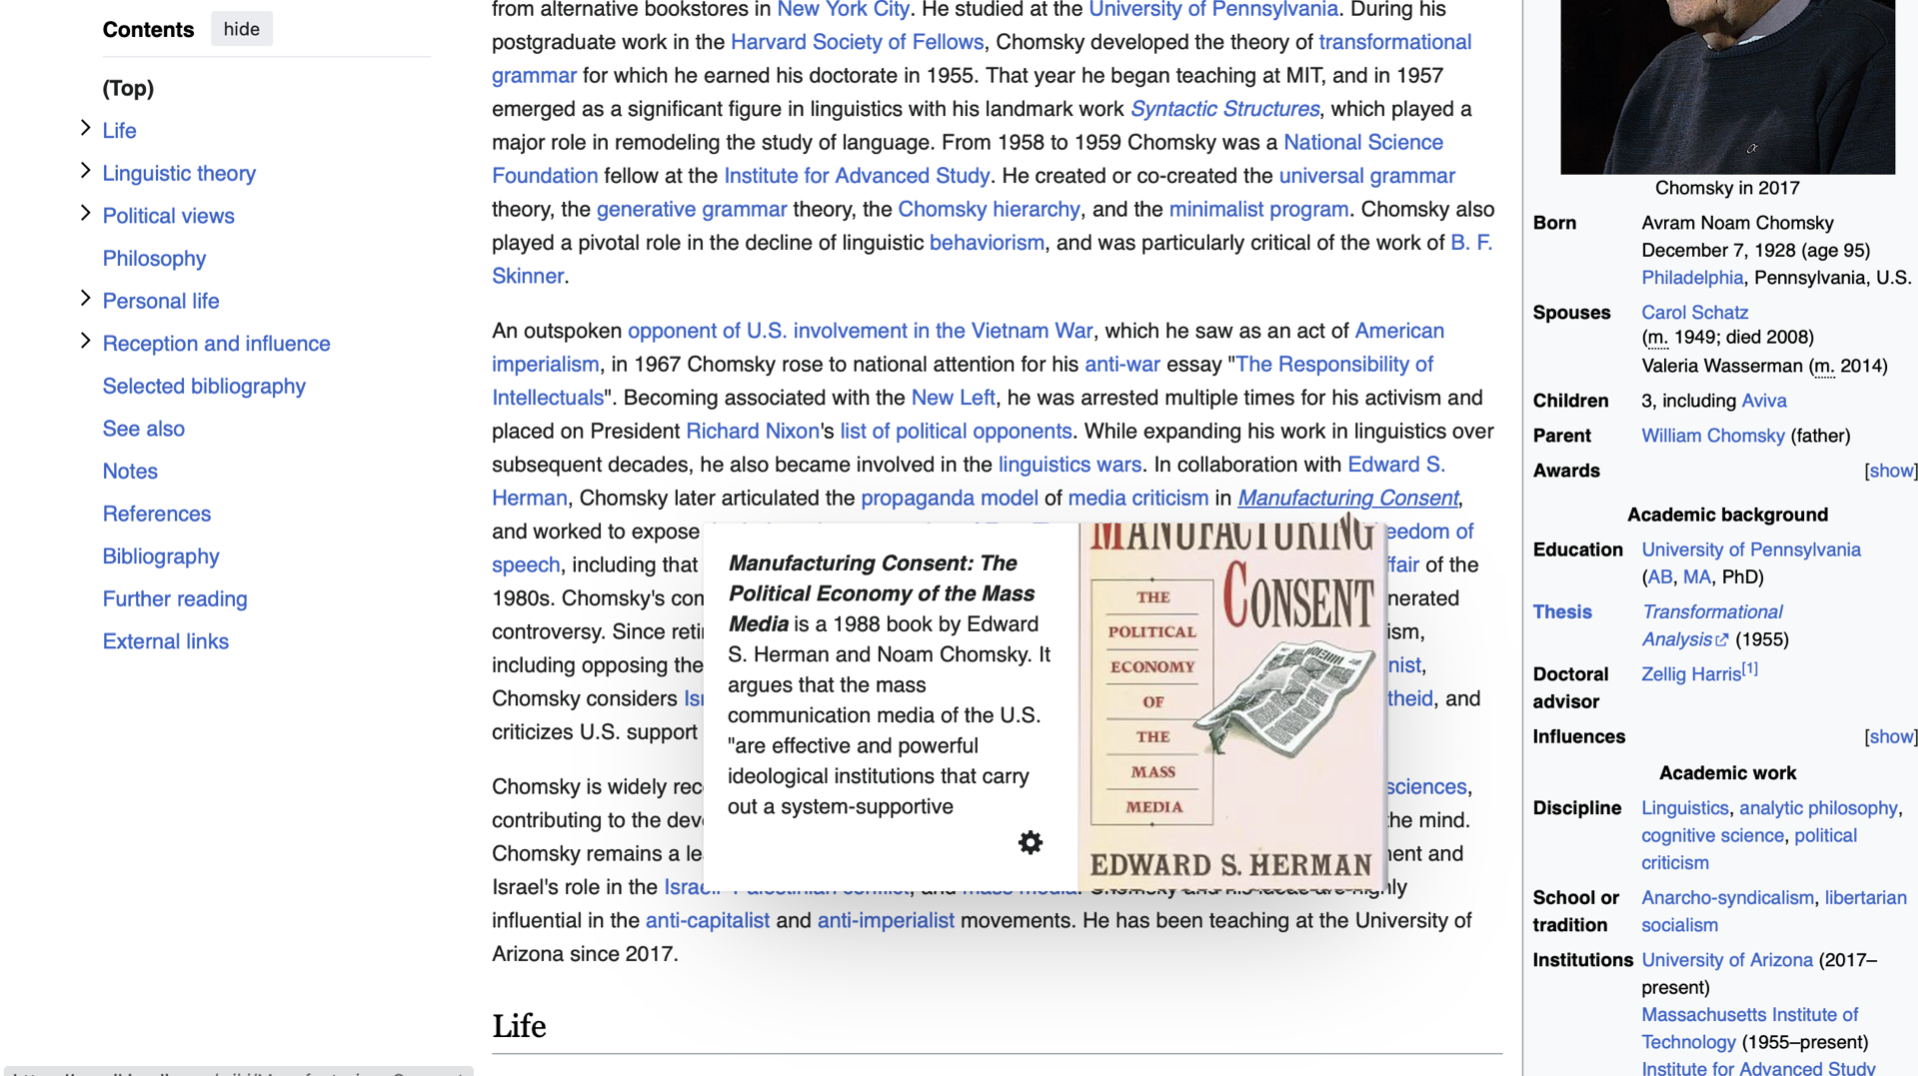 Contents hide
(Top)
Life
Linguistic theory
Political views
Philosophy
Personal life
Reception and influence
Selected bibliography
See also
Notes
References
Bibliography
Further reading
External links
from alternative bookstores in New York City. He studied at the University of Pennsylvania. During his
postgraduate work in the Harvard Society of Fellows, Chomsky developed the theory of transformational
grammar for which he earned his doctorate in 1955. That year he began teaching at MIT, and in 1957
emerged as a significant figure in linguistics with his landmark work Syntactic Structures, which played a
major role in remodeling the study of language. From 1958 to 1959 Chomsky was a National Science
Foundation fellow at the Institute for Advanced Study. He created or co-created the universal grammar
theory, the generative grammar theory, the Chomsky hierarchy, and the minimalist program. Chomsky also
played a pivotal role in the decline of linguistic behaviorism, and was particularly critical of the work of B. F.
Skinner.
An outspoken opponent of U.S. involvement in the Vietnam War, which he saw as an act of American
imperialism, in 1967 Chomsky rose to national attention for his anti-war essay "The Responsibility of
Intellectuals". Becoming associated with the New Left, he was arrested multiple times for his activism and
placed on President Richard Nixon's list of political opponents. While expanding his work in linguistics over
subsequent decades, he also became involved in the linguistics wars. In collaboration with Edward S.
Herman, Chomsky later articulated the propaganda model of media criticism in Manufacturing Consent,
and worked to expose eedom of
speech, including that ffair of the
1980s. Chomsky's con nerated
controversy. Since reti ism,
including opposing the nist,
Chomsky considers Isr theid, and
criticizes U.S. support
Chomsky is widely rec sciences,
contributing to the dev the mind.
Chomsky remains a le ent and
Israel's role in the Israeli–Palestinian conflict, and mass media. Chomsky and his ideas are highly
influential in the anti-capitalist and anti-imperialist movements. He has been teaching at the University of
Arizona since 2017.
Manufacturing Consent: The
Political Economy of the Mass
Media is a 1988 book by Edward
S. Herman and Noam Chomsky. It
argues that the mass
communication media of the U.S.
"are effective and powerful
ideological institutions that carry
out a system-supportive
MANUFACTURING
CONSENT
THE
POLITICAL
ECONOMY
OF
THE
MASS
MEDIA
EDWARD S. HERMAN
Life
Chomsky in 2017
Born Avram Noam Chomsky
December 7, 1928 (age 95)
Philadelphia, Pennsylvania, U.S.
Spouses Carol Schatz
(m. 1949; died 2008)
Valeria Wasserman (m. 2014)
Children 3, including Aviva
Parent William Chomsky (father)
Awards [show]
Academic background
Education University of Pennsylvania
(AB, MA, PhD)
Thesis Transformational
Analysis (1955)
Doctoral Zellig Harris[1]
advisor
Influences [show]
Academic work
Discipline Linguistics, analytic philosophy,
cognitive science, political
criticism
School or Anarcho-syndicalism, libertarian
tradition socialism
Institutions University of Arizona (2017–
present)
Massachusetts Institute of
Technology (1955–present)
Institute for Advanced Study